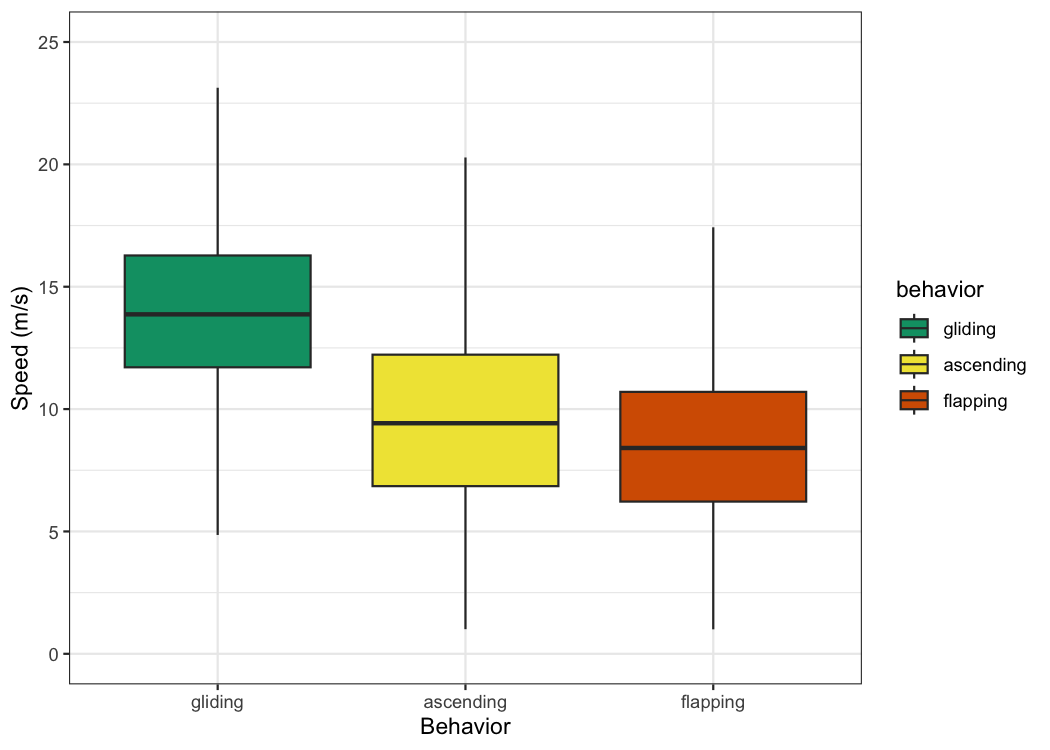 25
20
15
10
5
0
Speed (m/s)
gliding ascending flapping
Behavior
behavior
gliding
ascending
flapping